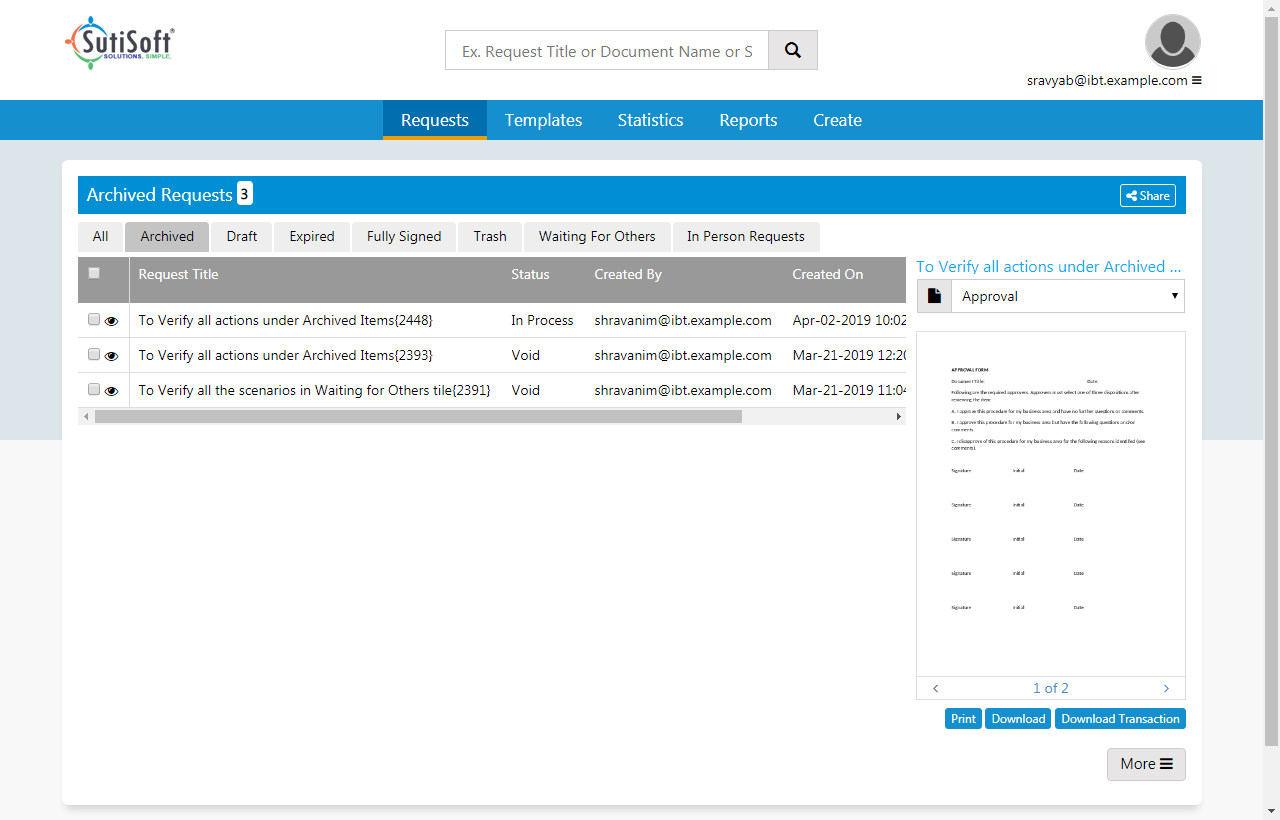 SutiSoft®
SOLUTIONS. SIMPLE.
Ex. Request Title or Document Name or S
sravyab@ibt.example.com
Requests Templates Statistics Reports Create
Archived Requests 3
Share
All Archived Draft Expired Fully Signed Trash Waiting For Others In Person Requests
Request Title Status Created By Created On
To Verify all actions under Archived Items{2448} In Process shravanim@ibt.example.com Apr-02-2019 10:02
To Verify all actions under Archived Items{2393} Void shravanim@ibt.example.com Mar-21-2019 12:20
To Verify all the scenarios in Waiting for Others tile{2391} Void shravanim@ibt.example.com Mar-21-2019 11:04
To Verify all actions under Archived ...
Approval
APPROVAL FORM
Document Title: Date:
Following are the required approvers. Approvers must select one of three dispositions after
reviewing the item:
A. I approve this procedure for my business area and have no further questions or comments.
B. I approve this procedure for my business area but have the following questions and/or
comments.
C. I disapprove of this procedure for my business area for the following reasons identified (see
comments).
Signature Initial Date
Signature Initial Date
Signature Initial Date
Signature Initial Date
Signature Initial Date
1 of 2
Print Download Download Transaction
More